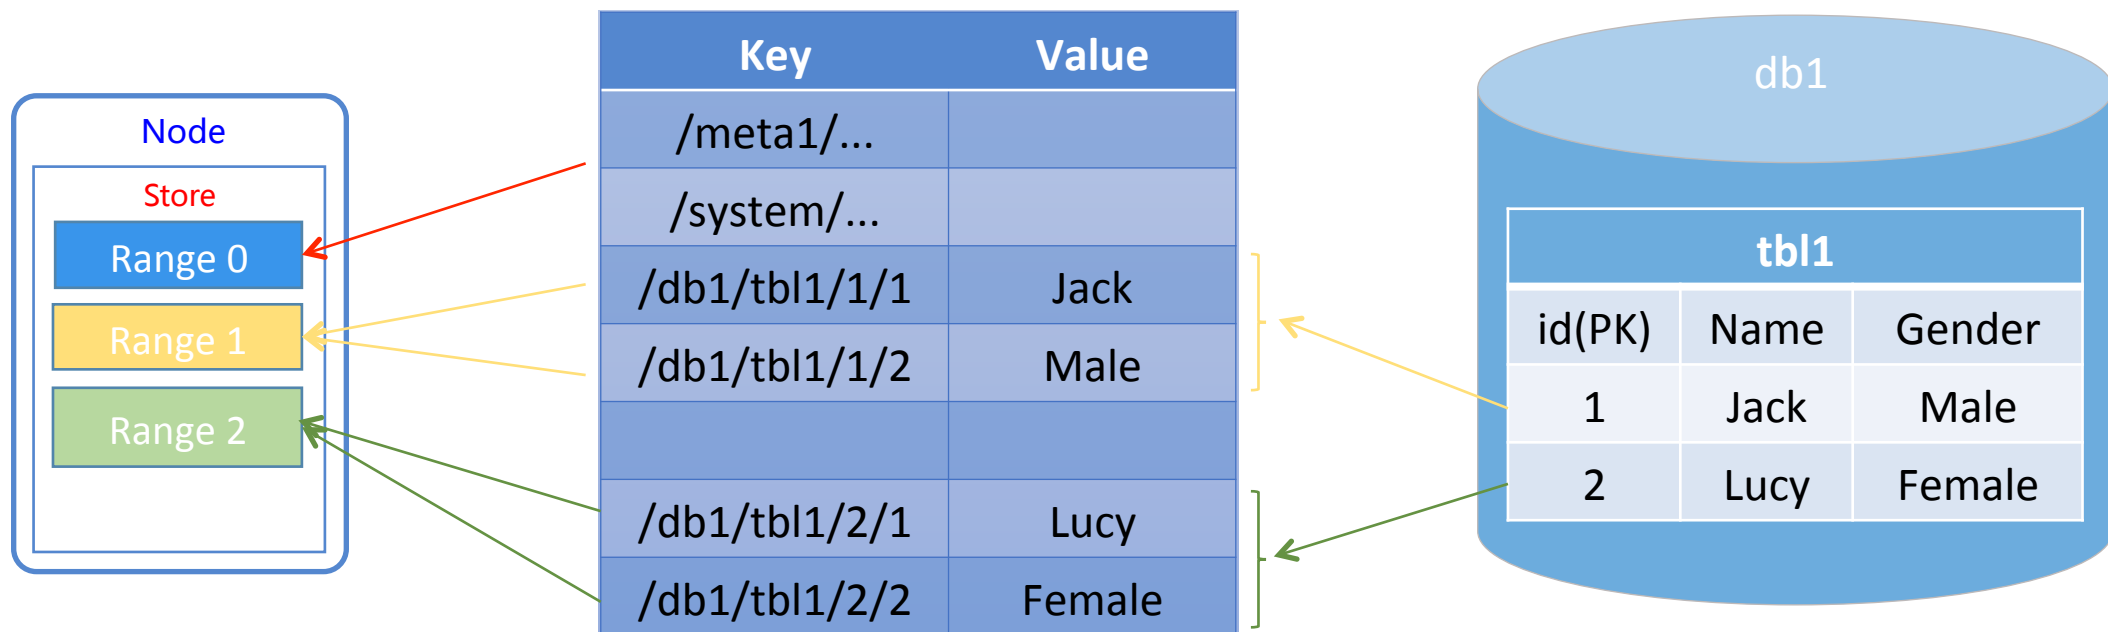 Node
Store
Range 0
Range 1
Range 2
Key Value
/meta1/...
/system/...
/db1/tbl1/1/1 Jack
/db1/tbl1/1/2 Male
/db1/tbl1/2/1 Lucy
/db1/tbl1/2/2 Female
db1
tbl1
id(PK) Name Gender
1 Jack Male
2 Lucy Female